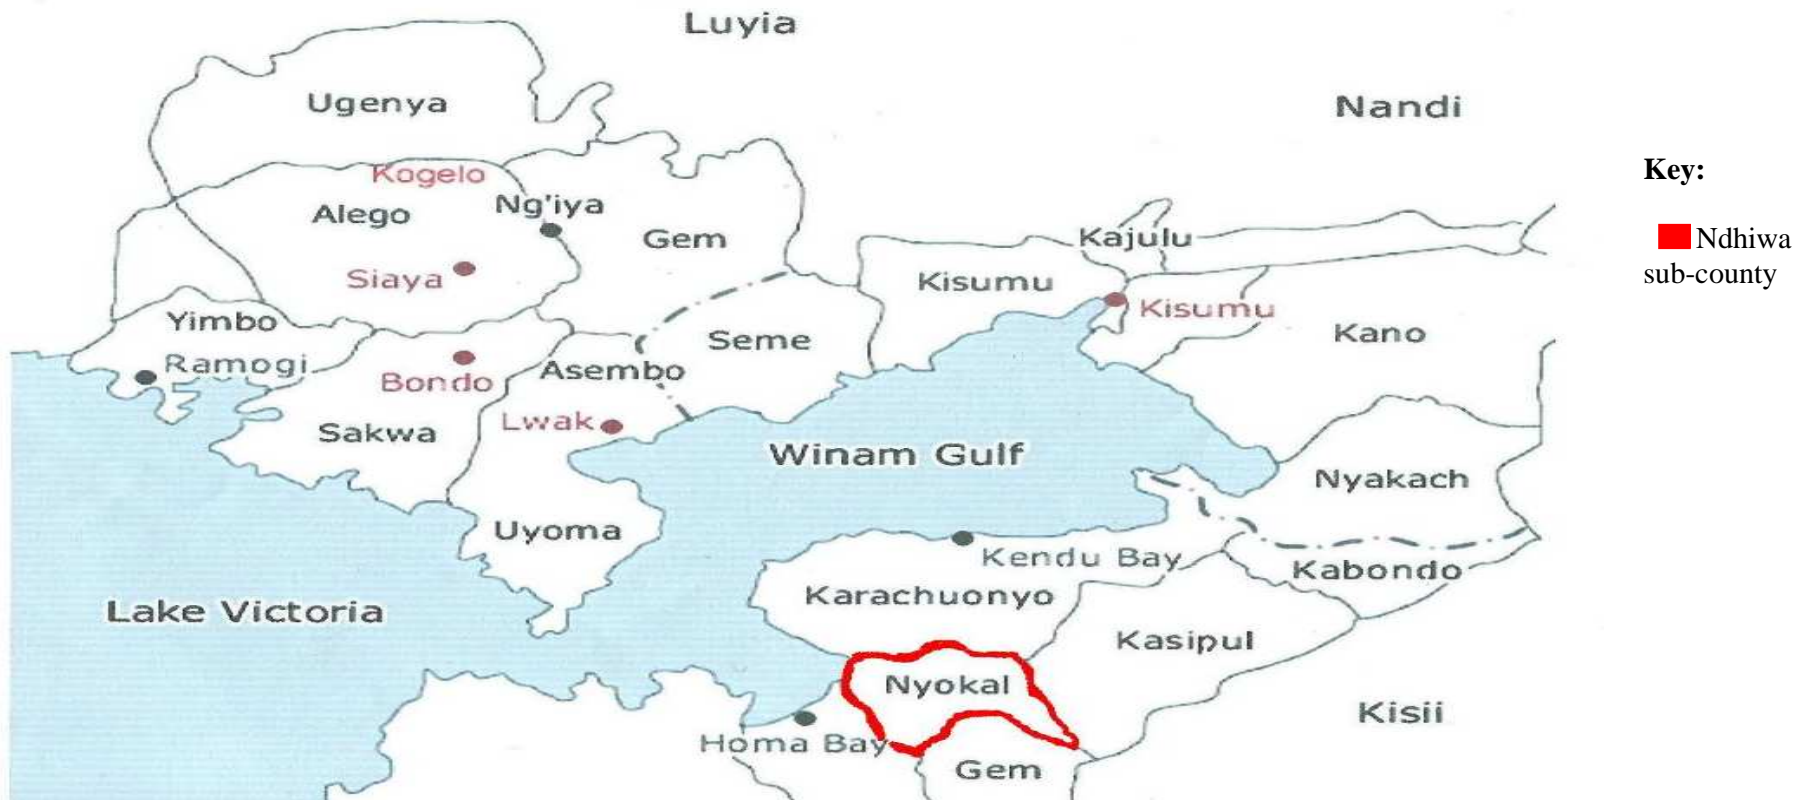 Luyia
Ugenya
Nandi
Key:
Kogelo
Ng'iya
Alego
Gem
Kajulu
Ndhiwa
sub-county
Siaya
Kisumu
Kisumu
Yimbo
Seme
Kano
Ramogi
Bondo
Asembo
Lwak
Sakwa
Winam Gulf
Nyakach
Uyoma
Kendu Bay
Kabondo
Karachuonyo
Lake Victoria
Kasipul
Nyokal
Kisii
Homa Bay
Gem